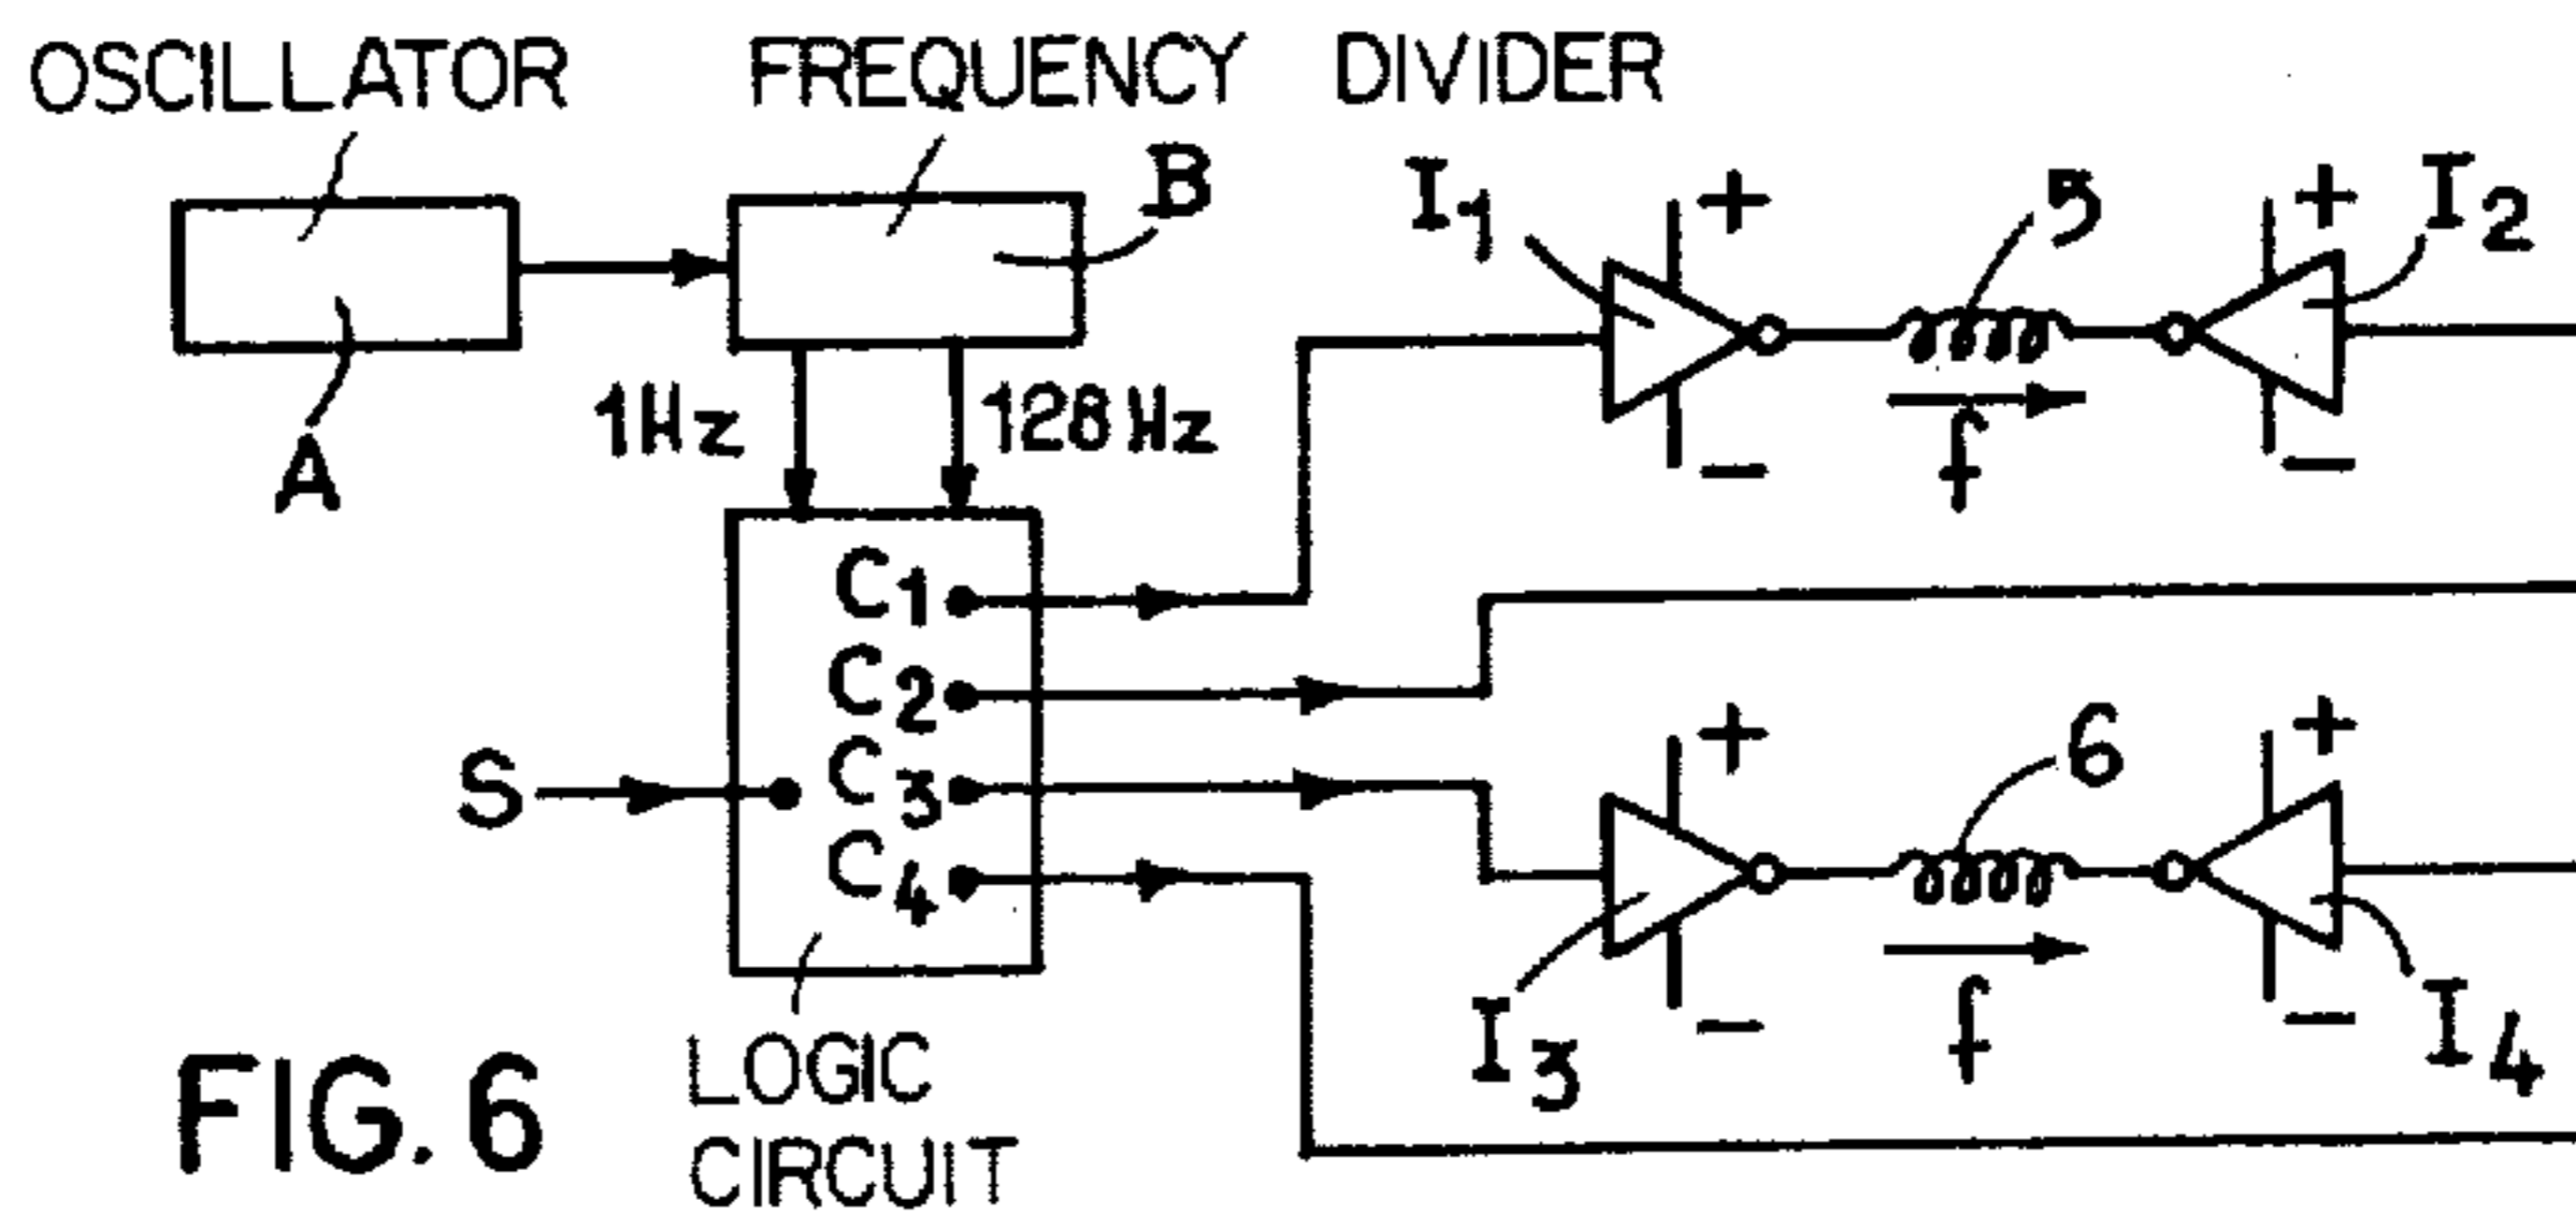 OSCILLATOR
FREQUENCY DIVIDER
A
B
1Hz
128Hz
I1
+
-
5
f
I2
+
-
C1
C2
C3
C4
S
LOGIC
CIRCUIT
I3
+
-
6
f
I4
+
-
FIG. 6